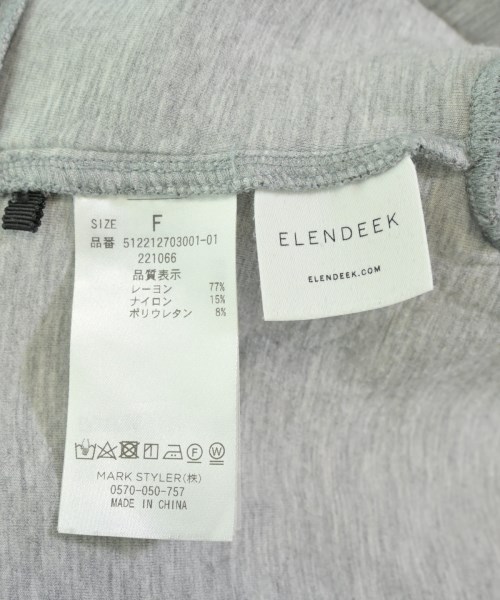 SIZE F
品番 512212703001-01
221066
品質表示
レーヨン 77%
ナイロン 15%
ポリウレタン 8%
F W
MARK STYLER(株)
0570-050-757
MADE IN CHINA
ELENDEEK
ELENDEEK.COM